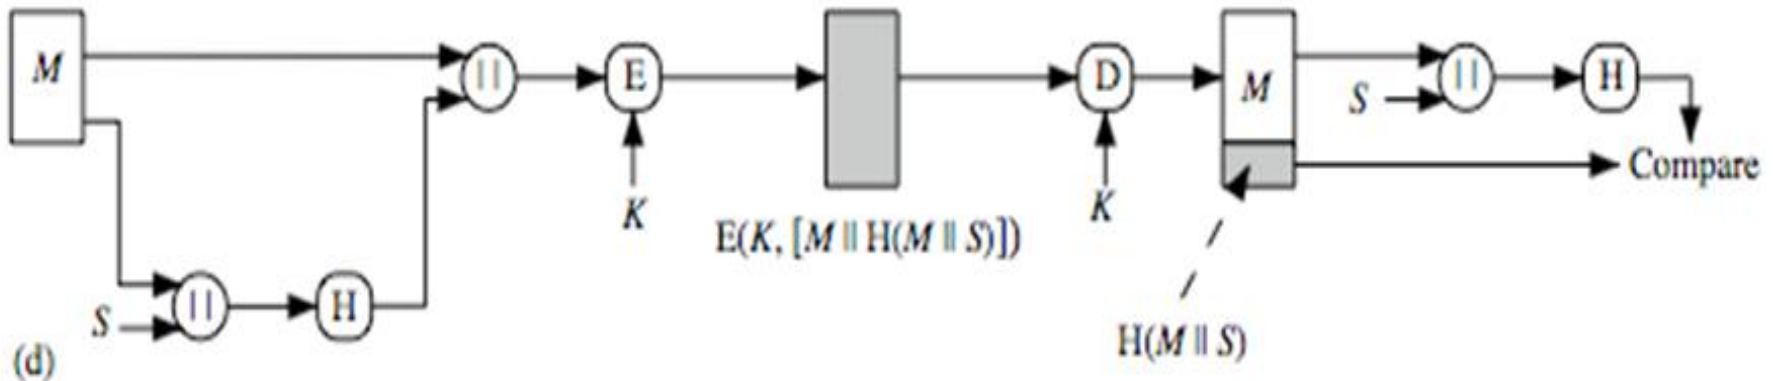 M
||
E
D
M
S
||
H
K
K
Compare
E(K, [M || H(M || S)])
S
||
H
H(M || S)
(d)